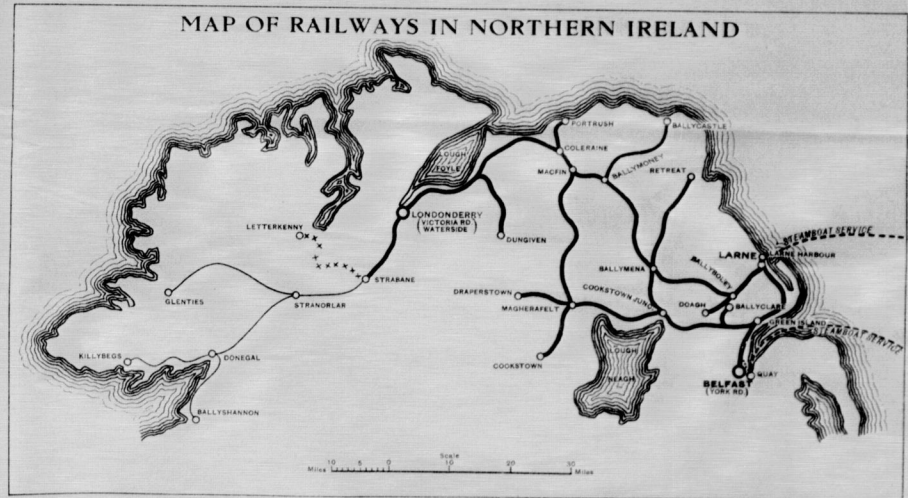 MAP OF RAILWAYS IN NORTHERN IRELAND
PORTRUSH
BALLYCASTLE
COLERAINE
LOUGH
FOYLE
MACFIN
BALLYMONEY
RETREAT
LONDONDERRY
(VICTORIA RD.
WATERSIDE)
LETTERKENNY
DUNGIVEN
STEAMBOAT SERVICE
LARNE
LARNE HARBOUR
STRABANE
BALLYMENA
BALLYBOLEY
GLENTIES
STRANORLAR
DRAPERSTOWN
COOKSTOWN JUNC.
MAGHERAFELT
DOAGH
BALLYCLARE
GREEN ISLAND
STEAMBOAT SERVICE
KILLYBEGS
DONEGAL
COOKSTOWN
LOUGH
NEAGH
BELFAST
(YORK RD.)
QUAY
BALLYSHANNON
Scale
10 5 0 10 20 30
Miles Miles